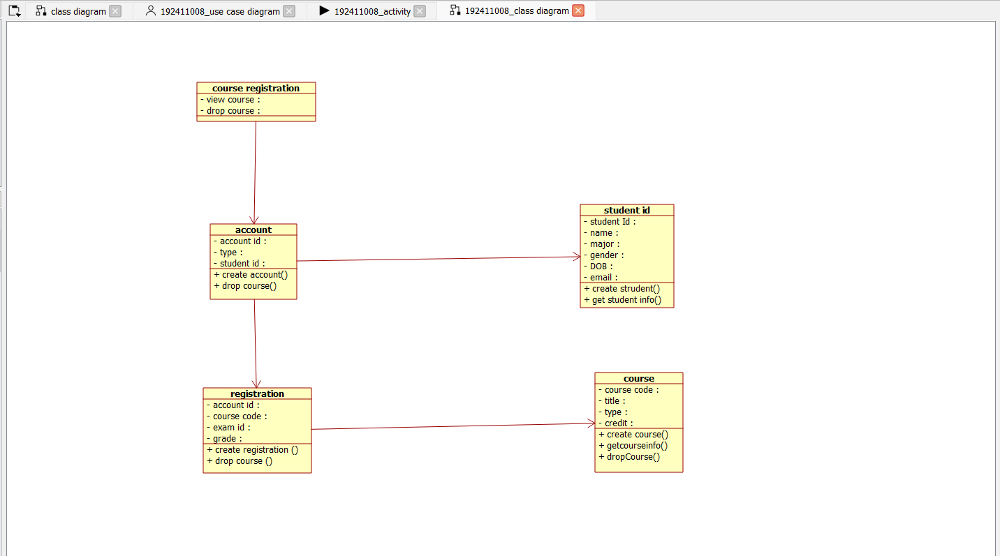 class diagram
192411008_use case diagram
192411008_activity
192411008_class diagram
course registration
- view course :
- drop course :
account
- account id :
- type :
- student id :
+ create account()
+ drop course()
student id
- student Id :
- name :
- major :
- gender :
- DOB :
- email :
+ create strudent()
+ get student info()
registration
- account id :
- course code :
- exam id :
- grade :
+ create registration ()
+ drop course ()
course
- course code :
- title :
- type :
- credit :
+ create course()
+ getcourseinfo()
+ dropCourse()